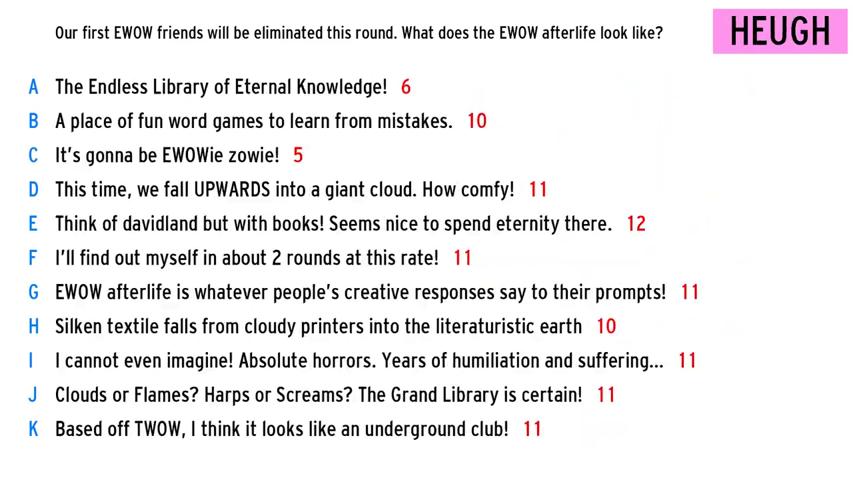 Our first EWOW friends will be eliminated this round. What does the EWOW afterlife look like?
HEUGH
A The Endless Library of Eternal Knowledge! 6
B A place of fun word games to learn from mistakes. 10
C It's gonna be EWOWie zowie! 5
D This time, we fall UPWARDS into a giant cloud. How comfy! 11
E Think of davidland but with books! Seems nice to spend eternity there. 12
F I'll find out myself in about 2 rounds at this rate! 11
G EWOW afterlife is whatever people's creative responses say to their prompts! 11
H Silken textile falls from cloudy printers into the literaturistic earth 10
I I cannot even imagine! Absolute horrors. Years of humiliation and suffering... 11
J Clouds or Flames? Harps or Screams? The Grand Library is certain! 11
K Based off TWOW, I think it looks like an underground club! 11